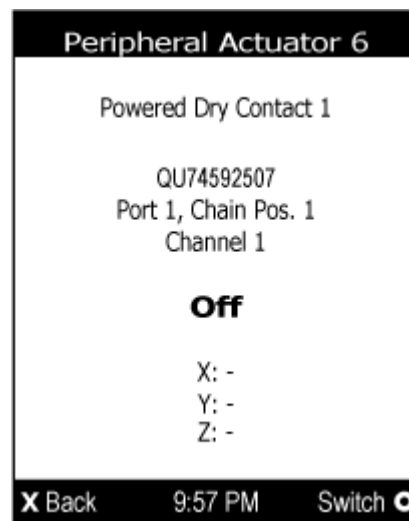 Peripheral Actuator 6
Powered Dry Contact 1
QU74592507
Port 1, Chain Pos. 1
Channel 1
Off
X: -
Y: -
Z: -
X Back 9:57 PM Switch O